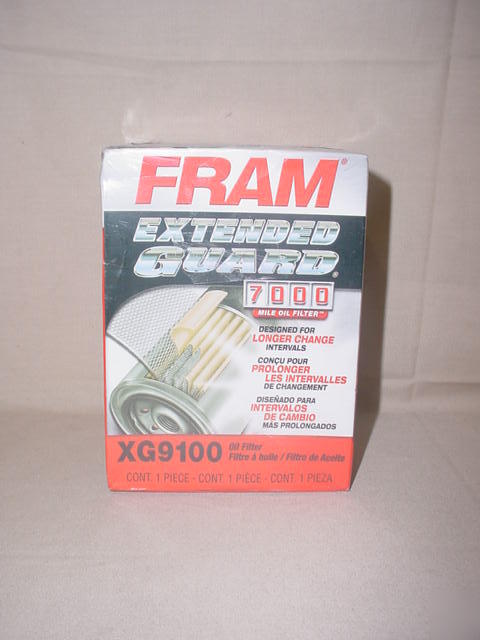 FRAM®
EXTENDED
GUARD®
7000
MILE OIL FILTER™
DESIGNED FOR
LONGER CHANGE
INTERVALS
CONÇU POUR
PROLONGER
LES INTERVALLES
DE CHANGEMENT
DISEÑADO PARA
INTERVALOS
DE CAMBIO
MÁS PROLONGADOS
XG9100 Oil Filter
Filtre à huile / Filtro de Aceite
CONT. 1 PIECE - CONT. 1 PIÈCE - CONT. 1 PIEZA